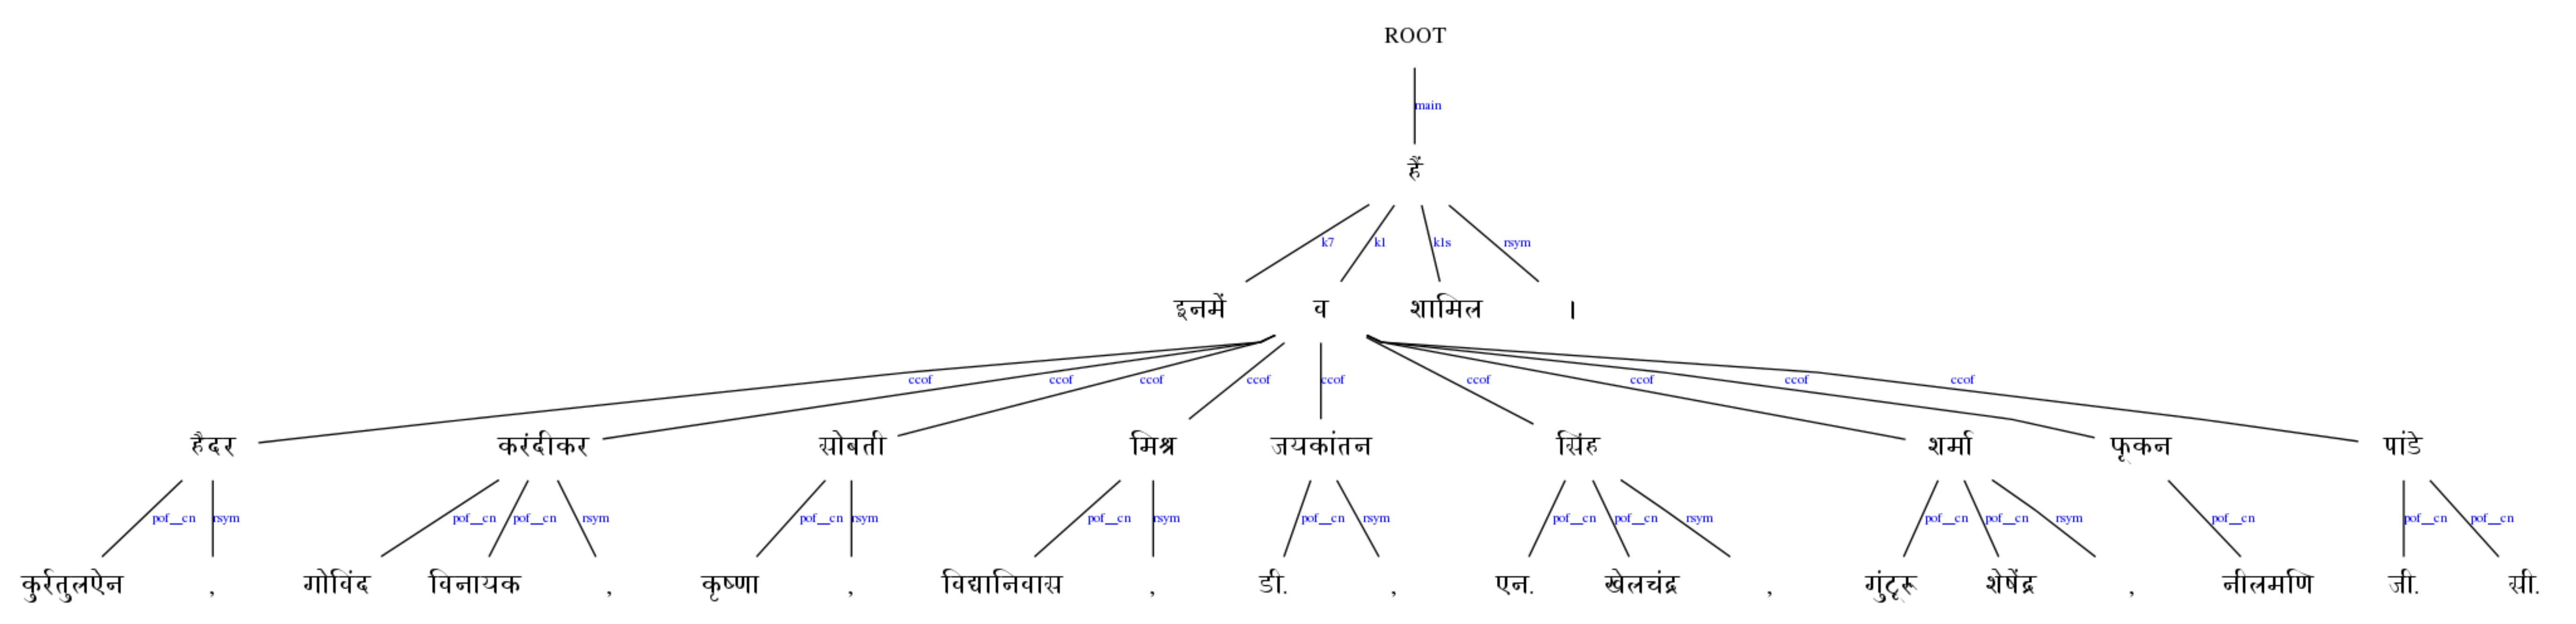 ROOT
main
हैं
k7 k1 k1s rsym
इनमें व शामिल ।
ccof ccof ccof ccof ccof ccof ccof ccof ccof
हैदर करंदीकर सोबती मिश्र जयकांतन सिंह शर्मा फूकन पांडे
pof__cn rsym pof__cn pof__cn rsym pof__cn rsym pof__cn rsym pof__cn rsym pof__cn pof__cn rsym pof__cn pof__cn rsym pof__cn pof__cn pof__cn
कुर्रतुलऐन , गोविंद विनायक , कृष्णा , विद्यानिवास , डी. , एन. खेलचंद्र , गुंटूरू शेषेंद्र , नीलमणि जी. सी.